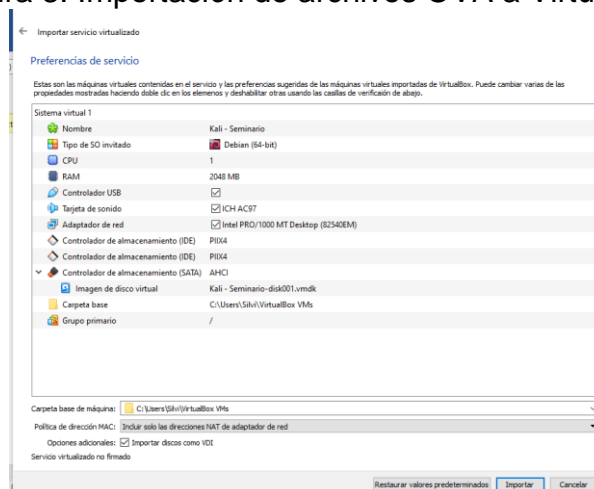 Importación de archivos OVA a Virtu
Importar servicio virtualizado
Preferencias de servicio
Estas son las máquinas virtuales contenidas en el servicio y las preferencias sugeridas de las máquinas virtuales importadas de VirtualBox. Puede cambiar varias de las
propiedades mostradas haciendo doble clic en los elemenos y deshabilitar otras usando las casillas de verificaión de abajo.
Sistema virtual 1
Nombre Kali - Seminario
Tipo de SO invitado Debian (64-bit)
CPU 1
RAM 2048 MB
Controlador USB
Tarjeta de sonido ICH AC97
Adaptador de red Intel PRO/1000 MT Desktop (82540EM)
Controlador de almacenamiento (IDE) PIIX4
Controlador de almacenamiento (IDE) PIIX4
Controlador de almacenamiento (SATA) AHCI
Imagen de disco virtual Kali - Seminario-disk001.vmdk
Carpeta base C:\Users\Silvi\VirtualBox VMs
Grupo primario /
Carpeta base de máquina: C:\Users\Silvi\VirtualBox VMs
Política de dirección MAC: Incluir solo las direcciones NAT de adaptador de red
Opciones adicionales: Importar discos como VDI
Servicio virtualizado no firmado
Restaurar valores predeterminados Importar Cancelar